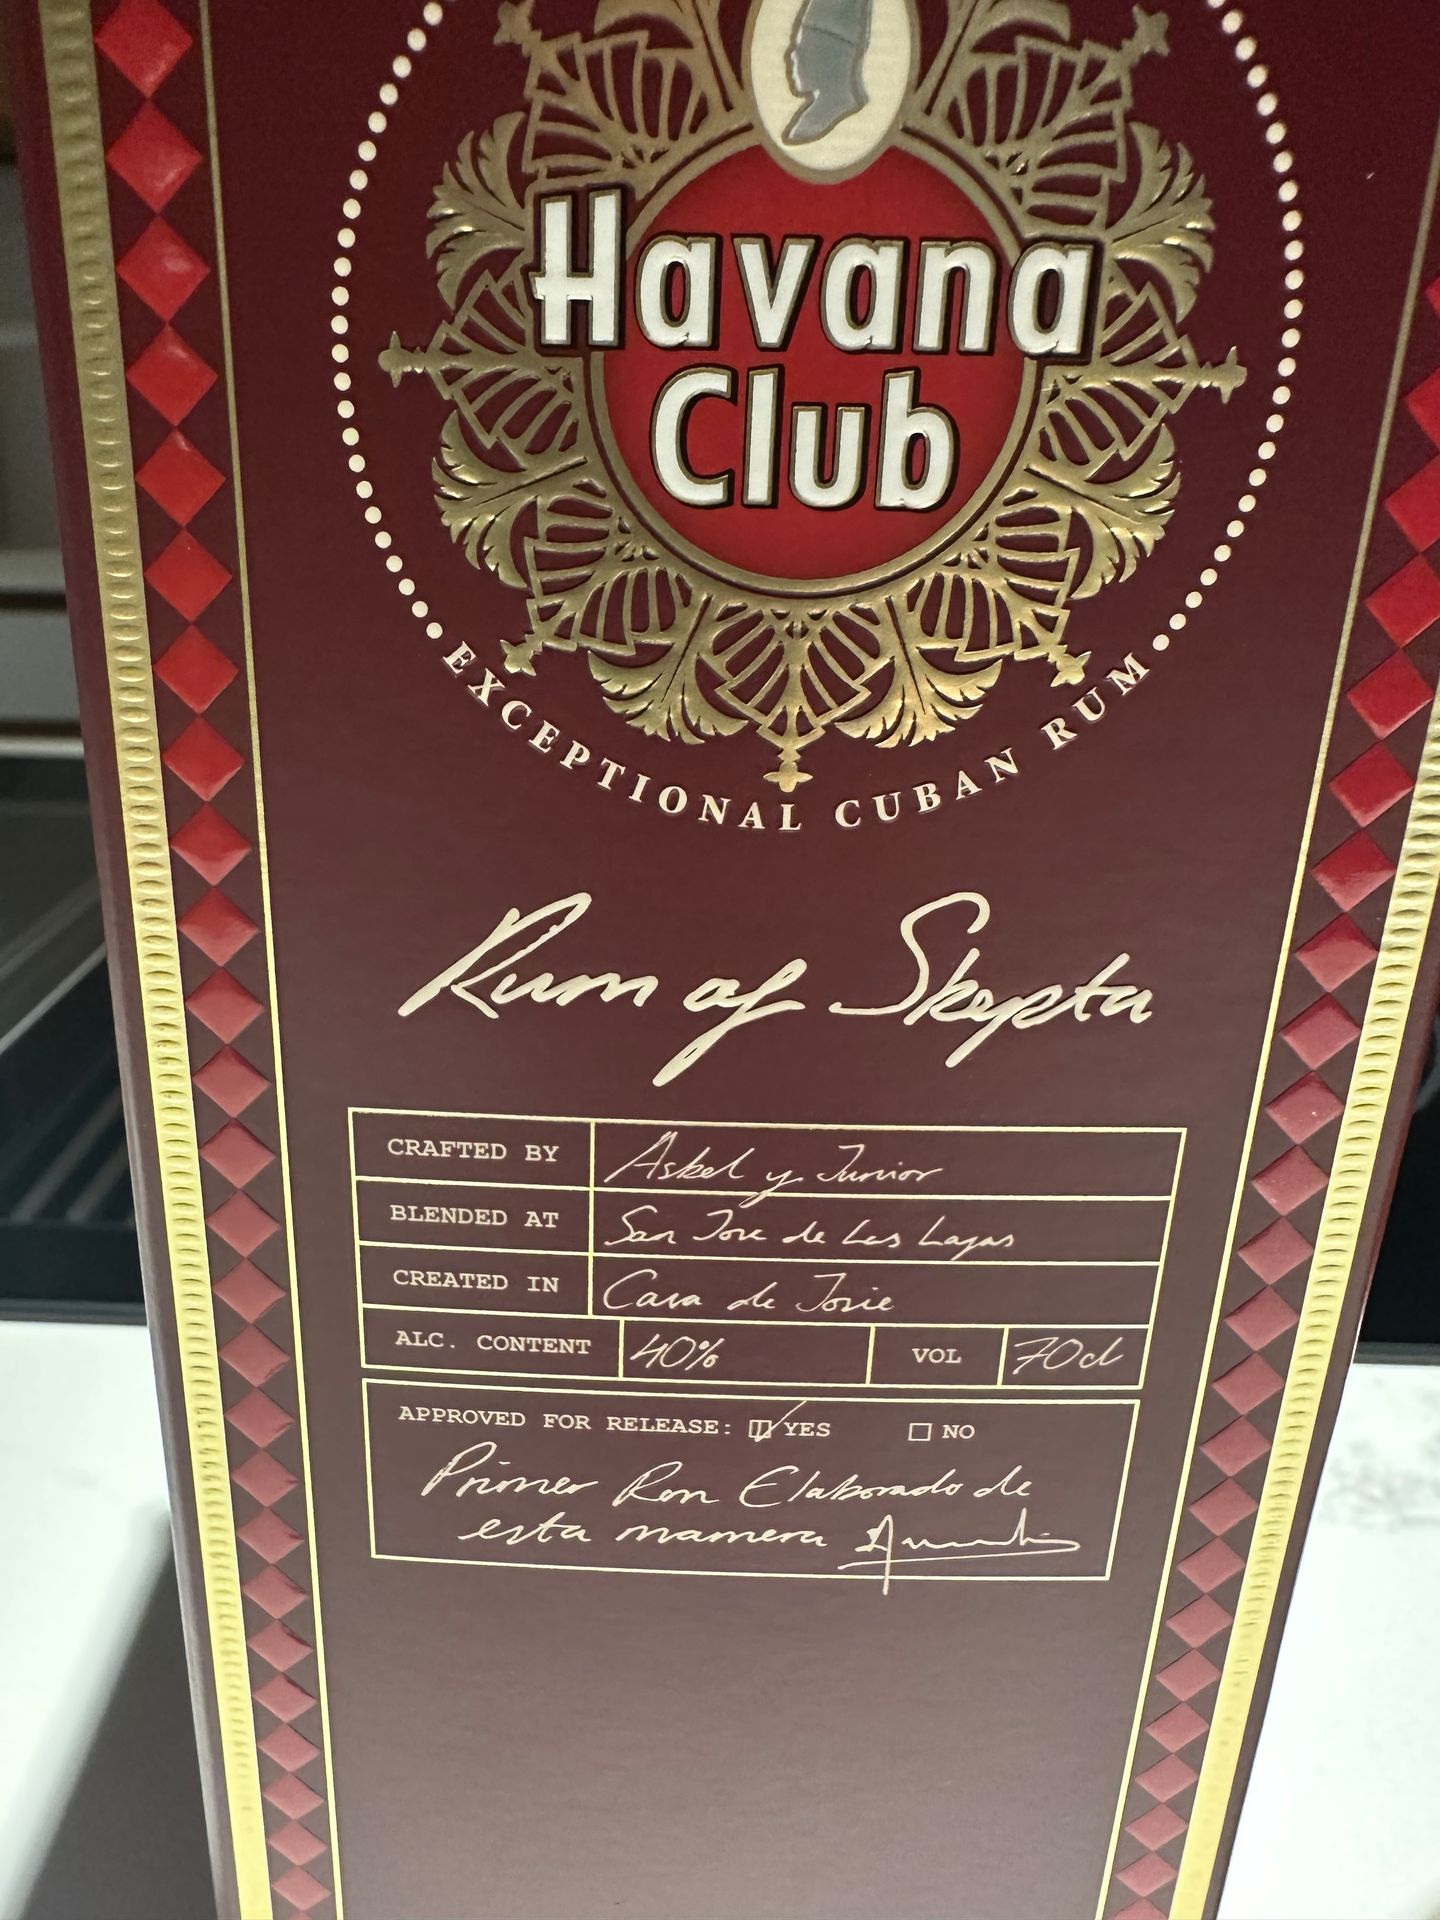 Havana
Club
EXCEPTIONAL CUBAN RUM
Rum of Skepta
CRAFTED BY Askel y Junior
BLENDED AT San Jose de Las Lajas
CREATED IN Casa de Josie
ALC. CONTENT 40% VOL 70cl
APPROVED FOR RELEASE: YES NO
Primer Ron Elaborado de
esta manera